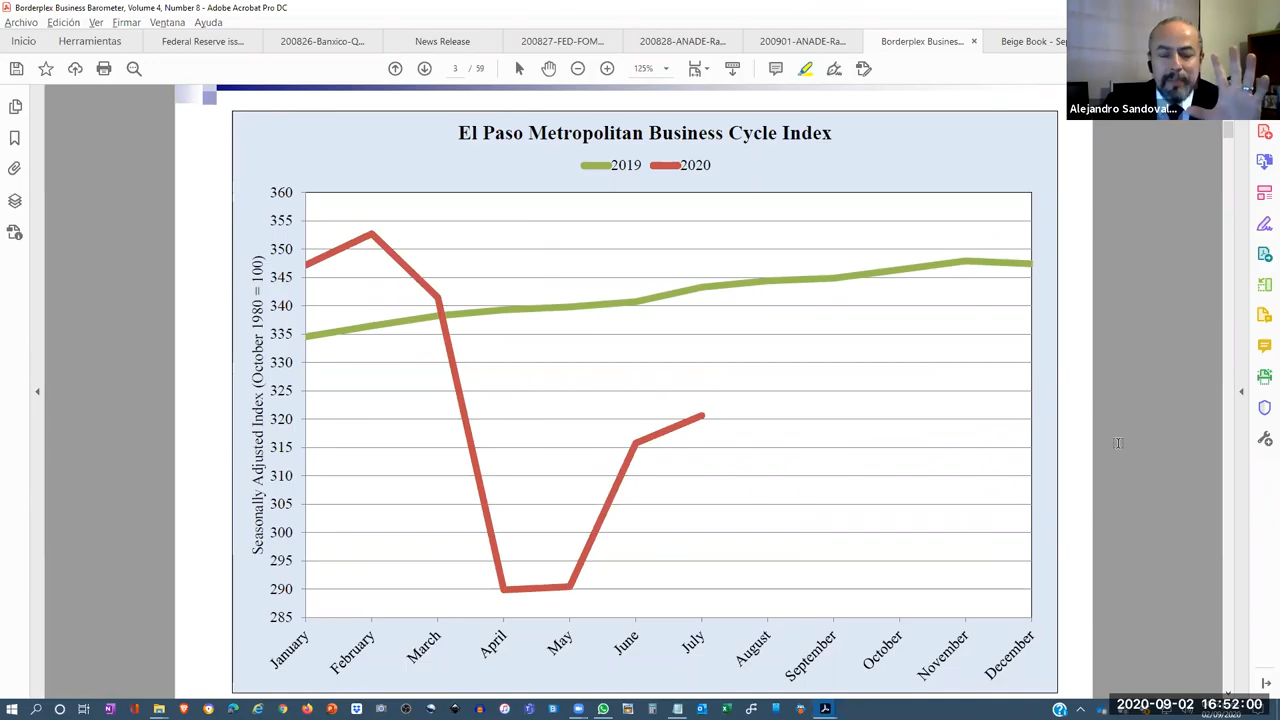 Borderplex Business Barometer, Volume 4, Number 8 - Adobe Acrobat Pro DC
Archivo Edición Ver Firmar Ventana Ayuda
Inicio Herramientas Federal Reserve iss... 200826-Banxico-Q... News Release 200827-FED-FOM... 200828-ANADE-Ra... 200901-ANADE-Ra... Borderplex Busines... Beige Book - Se
3 / 59 125%
Alejandro Sandoval...
El Paso Metropolitan Business Cycle Index
2019 2020
Seasonally Adjusted Index (October 1980 = 100)
360
355
350
345
340
335
330
325
320
315
310
305
300
295
290
285
January February March April May June July August September October November December
2020-09-02 16:52:00
02/09/2020